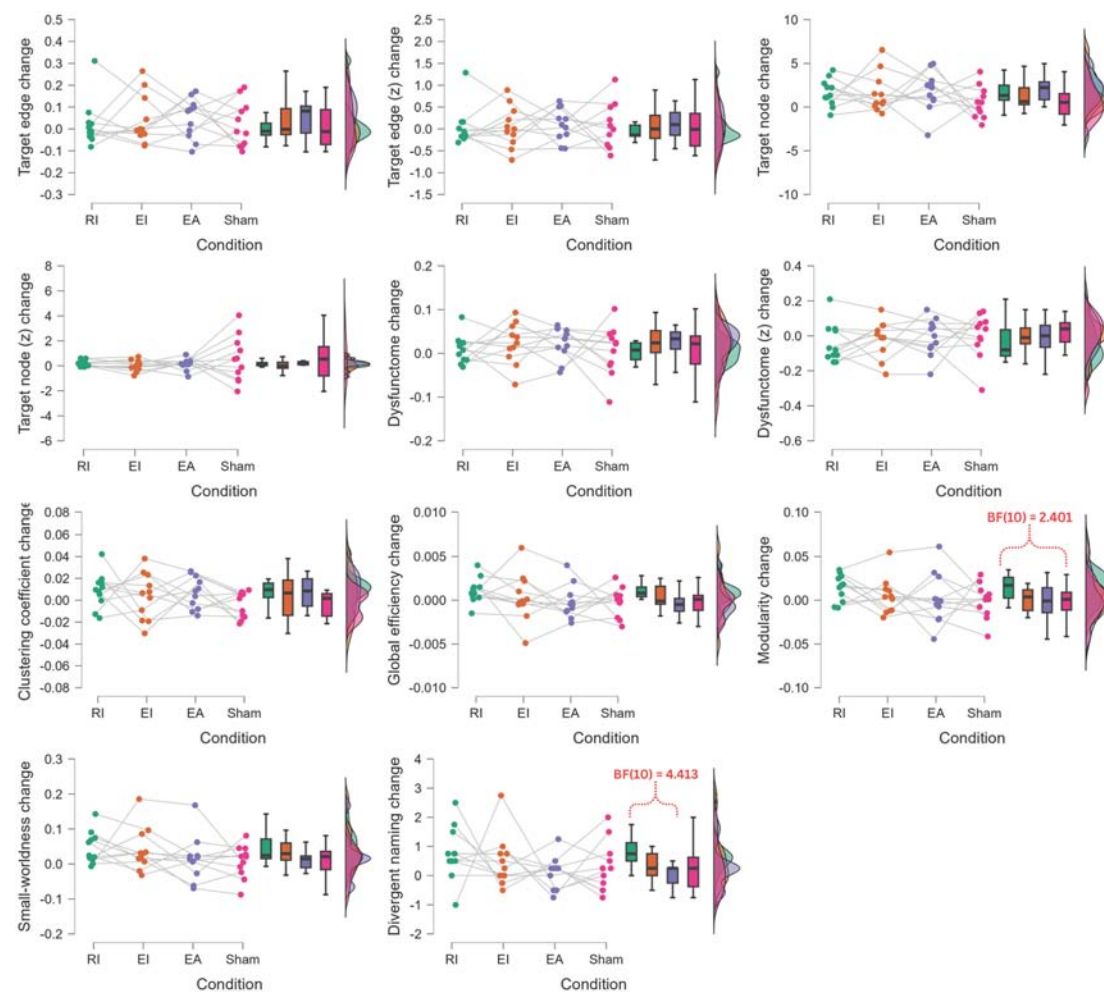 Target edge change
0.5
0.4
0.3
0.2
0.1
0.0
-0.1
-0.2
-0.3
RI EI EA Sham
Condition
Target edge (z) change
2.5
1.5
0.5
-0.5
-1.5
RI EI EA Sham
Condition
Target node change
10
5
0
-5
-10
RI EI EA Sham
Condition
Target node (z) change
8
6
4
2
0
-2
-4
-6
RI EI EA Sham
Condition
Dysfunctome change
0.2
0.1
0.0
-0.1
-0.2
RI EI EA Sham
Condition
Dysfunctome (z) change
0.4
0.2
0.0
-0.2
-0.4
-0.6
RI EI EA Sham
Condition
Clustering coefficient change
0.08
0.06
0.04
0.02
0.00
-0.02
-0.04
-0.06
-0.08
RI EI EA Sham
Condition
Global efficiency change
0.010
0.005
0.000
-0.005
-0.010
RI EI EA Sham
Condition
Modularity change
0.10
0.05
0.00
-0.05
-0.10
BF(10) = 2.401
RI EI EA Sham
Condition
Small-worldness change
0.3
0.2
0.1
0.0
-0.1
-0.2
RI EI EA Sham
Condition
Divergent naming change
4
3
2
1
0
-1
-2
BF(10) = 4.413
RI EI EA Sham
Condition